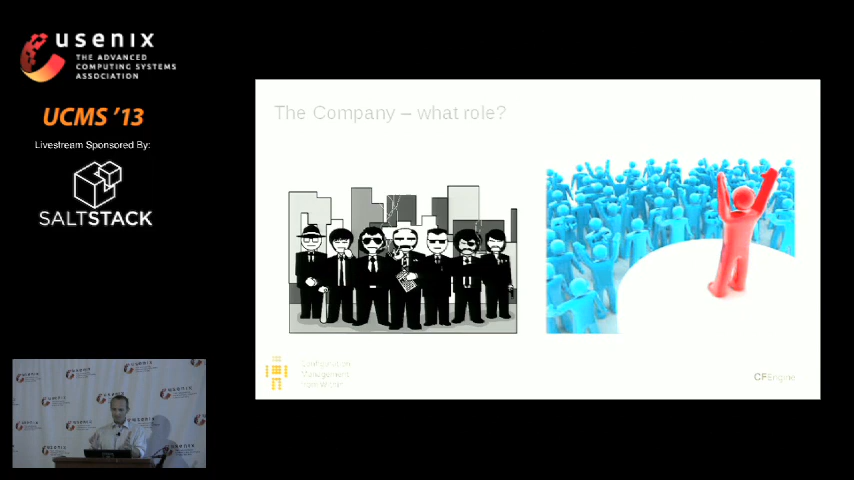 usenix
THE ADVANCED
COMPUTING SYSTEMS
ASSOCIATION
UCMS '13
Livestream Sponsored By:
SALTSTACK
The Company – what role?
Configuration
Management
from Within
CFEngine